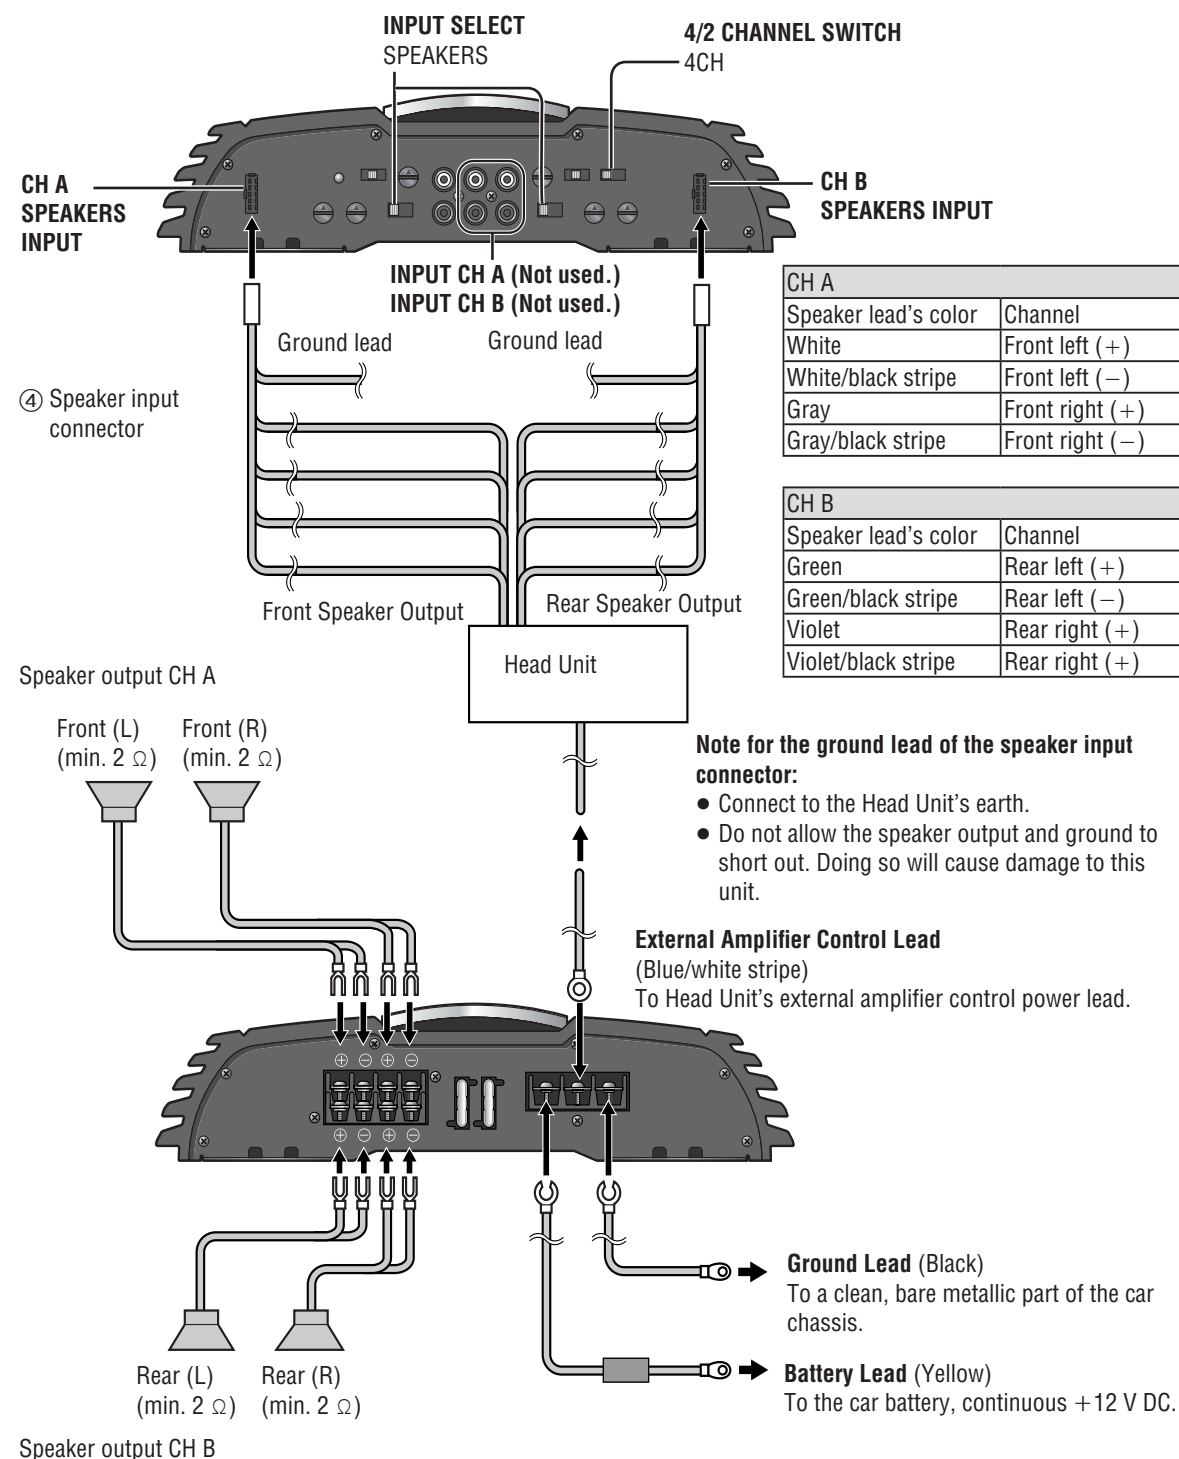 INPUT SELECT
SPEAKERS
4/2 CHANNEL SWITCH
4CH
CH A
SPEAKERS
INPUT
CH B
SPEAKERS INPUT
INPUT CH A (Not used.)
INPUT CH B (Not used.)
Ground lead
Ground lead
④ Speaker input
connector
CH A
Speaker lead's color Channel
White Front left (+)
White/black stripe Front left (−)
Gray Front right (+)
Gray/black stripe Front right (−)
CH B
Speaker lead's color Channel
Green Rear left (+)
Green/black stripe Rear left (−)
Violet Rear right (+)
Violet/black stripe Rear right (+)
Front Speaker Output
Rear Speaker Output
Head Unit
Speaker output CH A
Front (L)
(min. 2 Ω)
Front (R)
(min. 2 Ω)
Note for the ground lead of the speaker input
connector:
● Connect to the Head Unit's earth.
● Do not allow the speaker output and ground to
short out. Doing so will cause damage to this
unit.
External Amplifier Control Lead
(Blue/white stripe)
To Head Unit's external amplifier control power lead.
⊕ ⊖ ⊕ ⊖
⊕ ⊖ ⊕ ⊖
Ground Lead (Black)
To a clean, bare metallic part of the car
chassis.
Battery Lead (Yellow)
To the car battery, continuous +12 V DC.
Rear (L)
(min. 2 Ω)
Rear (R)
(min. 2 Ω)
Speaker output CH B